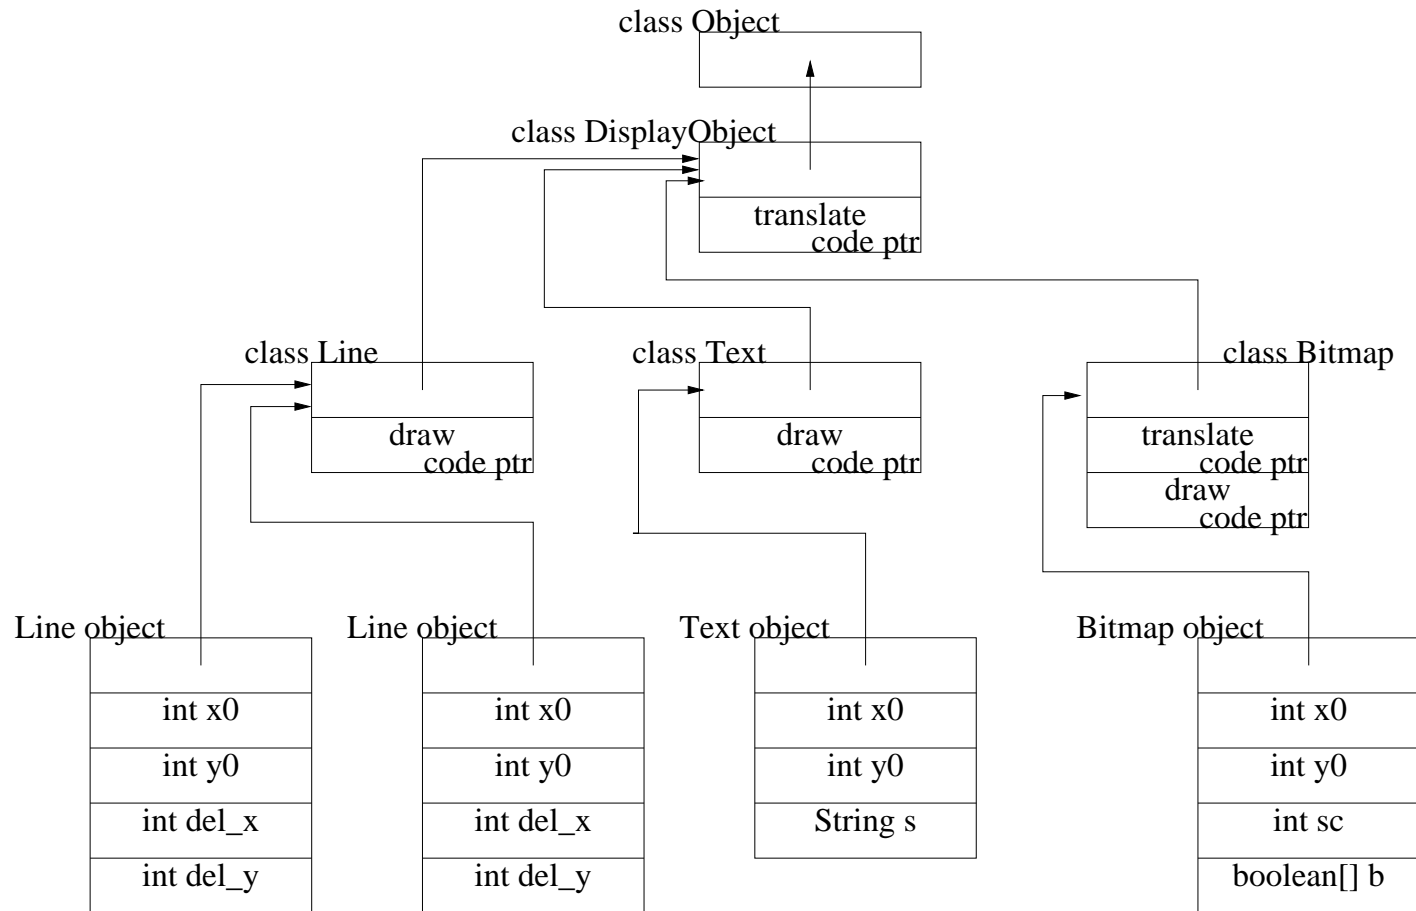 class Object
class DisplayObject
translate
code ptr
class Line
class Text
class Bitmap
draw
code ptr
draw
code ptr
translate
code ptr
draw
code ptr
Line object
Line object
Text object
Bitmap object
int x0
int x0
int x0
int x0
int y0
int y0
int y0
int y0
int del_x
int del_x
String s
int sc
int del_y
int del_y
boolean[] b